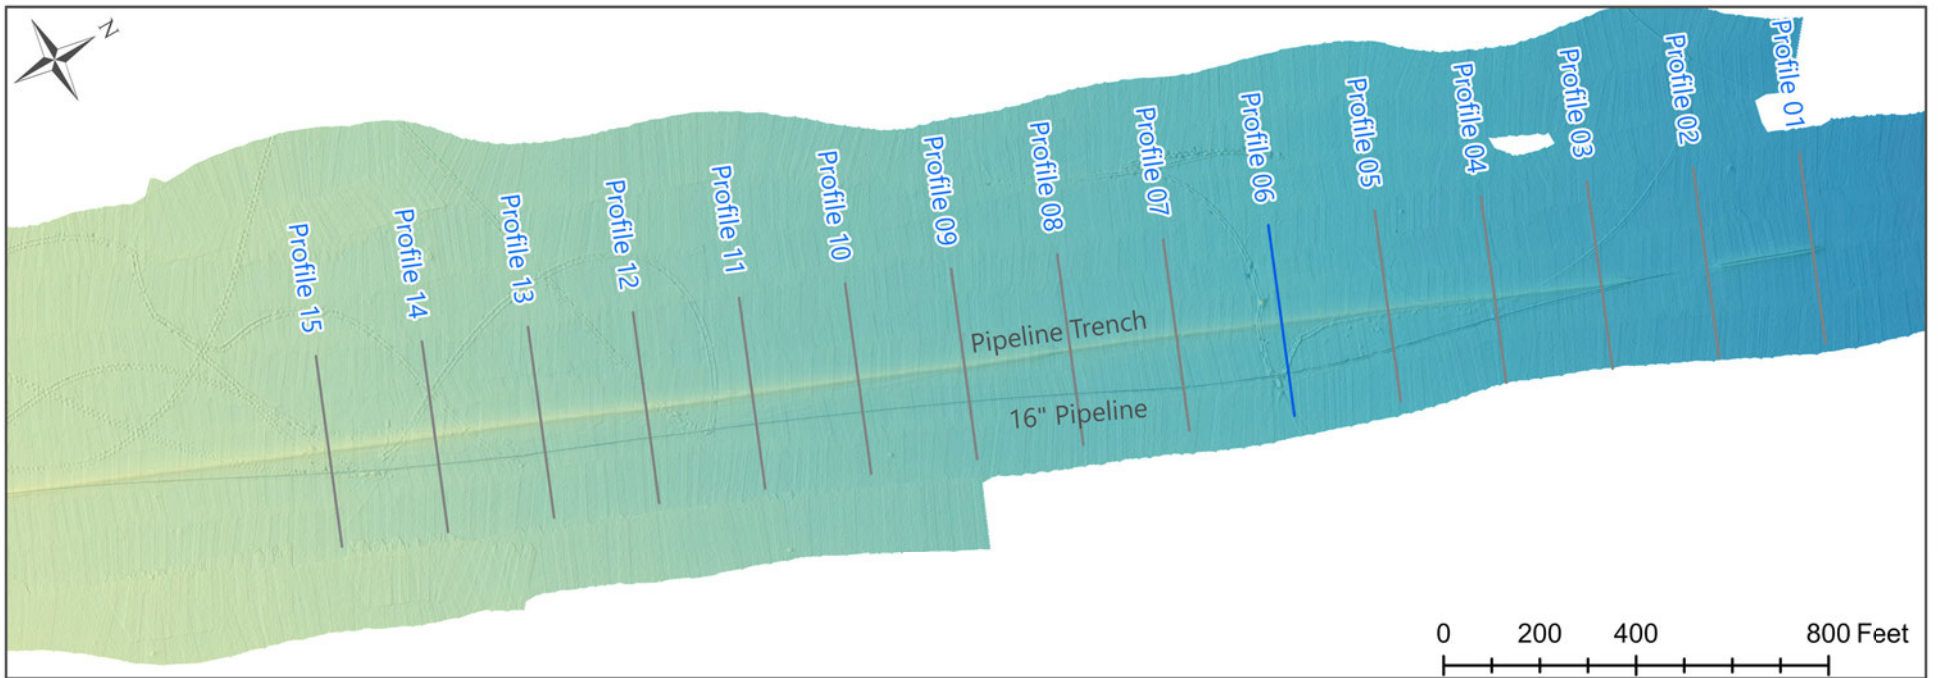 N
Profile 01
Profile 02
Profile 03
Profile 04
Profile 05
Profile 06
Profile 07
Profile 08
Profile 09
Profile 10
Profile 11
Profile 12
Profile 13
Profile 14
Profile 15
Pipeline Trench
16" Pipeline
0 200 400 800 Feet